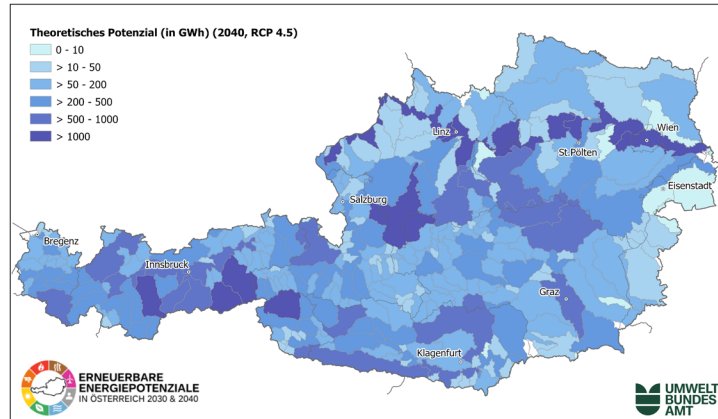 Theoretisches Potenzial (in GWh) (2040, RCP 4.5)
0 - 10
> 10 - 50
> 50 - 200
> 200 - 500
> 500 - 1000
> 1000
Linz
Wien
St.Pölten
Eisenstadt
Salzburg
Bregenz
Innsbruck
Graz
Klagenfurt
ERNEUERBARE
ENERGIEPOTENZIALE
IN ÖSTERREICH 2030 & 2040
UMWELT
BUNDES
AMT